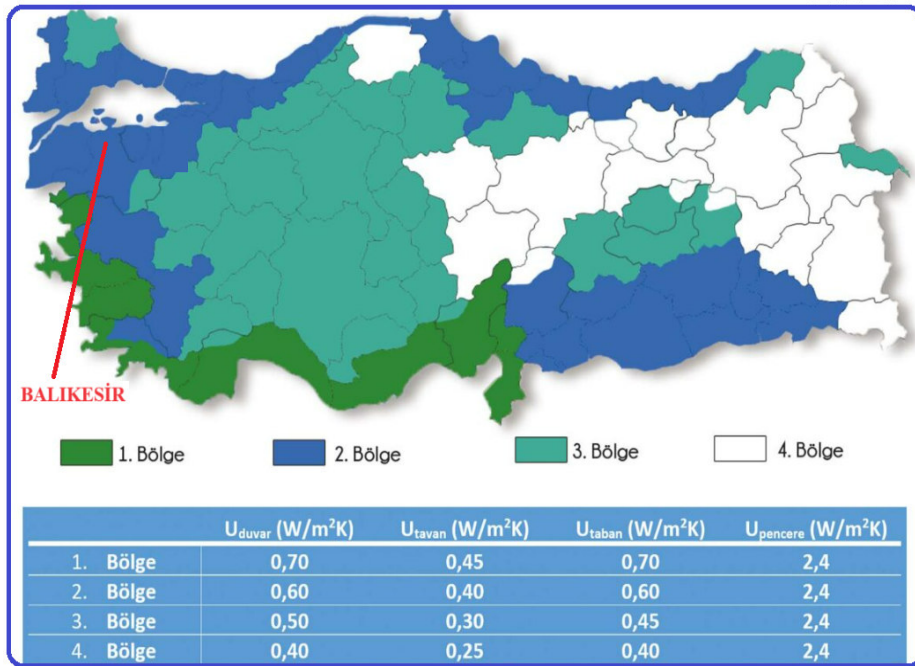 BALIKESİR
1. Bölge 2. Bölge 3. Bölge 4. Bölge
Uduvar (W/m²K) Utavan (W/m²K) Utaban (W/m²K) Upencere (W/m²K)
1. Bölge 0,70 0,45 0,70 2,4
2. Bölge 0,60 0,40 0,60 2,4
3. Bölge 0,50 0,30 0,45 2,4
4. Bölge 0,40 0,25 0,40 2,4